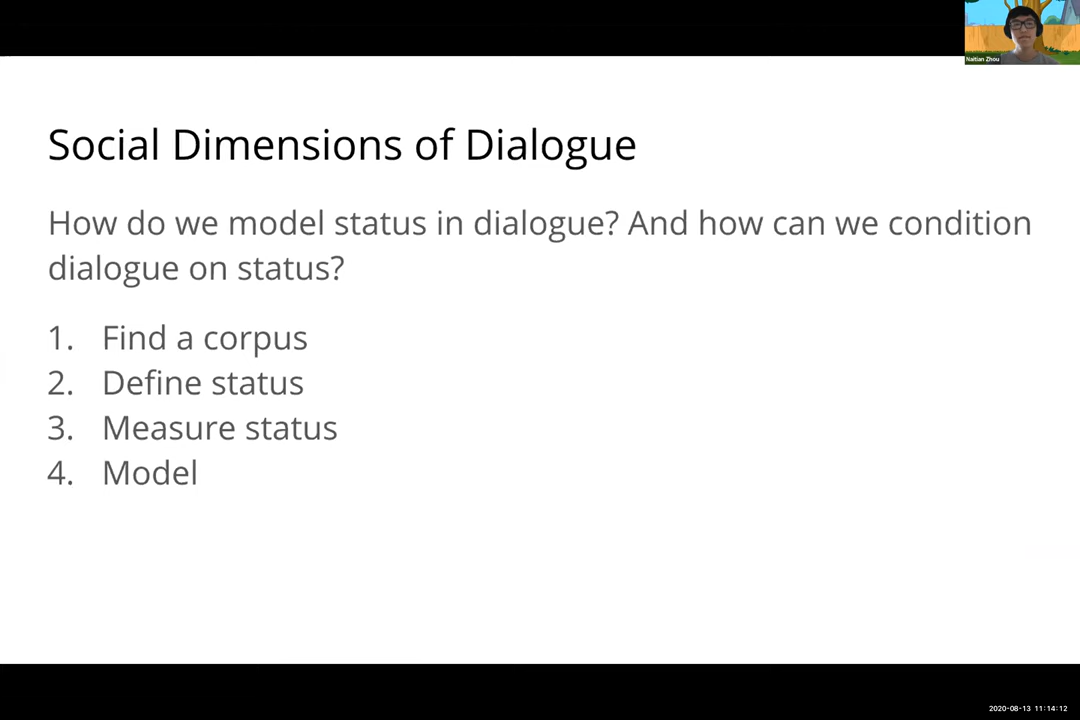 Naitian Zhou
Social Dimensions of Dialogue
How do we model status in dialogue? And how can we condition
dialogue on status?
1. Find a corpus
2. Define status
3. Measure status
4. Model
2020-08-13 11:14:12